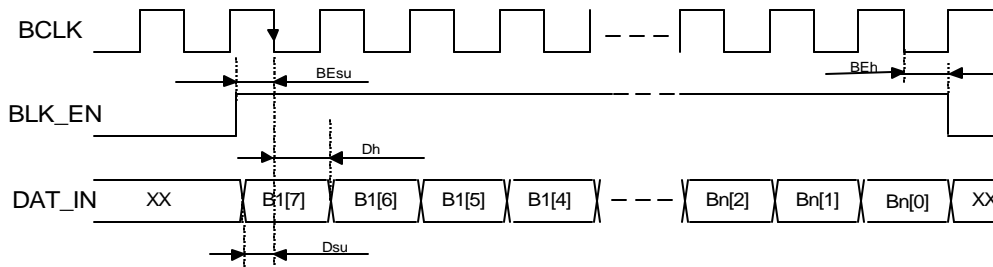 BCLK
BEsu
BEh
BLK_EN
Dh
DAT_IN XX B1[7] B1[6] B1[5] B1[4] Bn[2] Bn[1] Bn[0] XX
Dsu